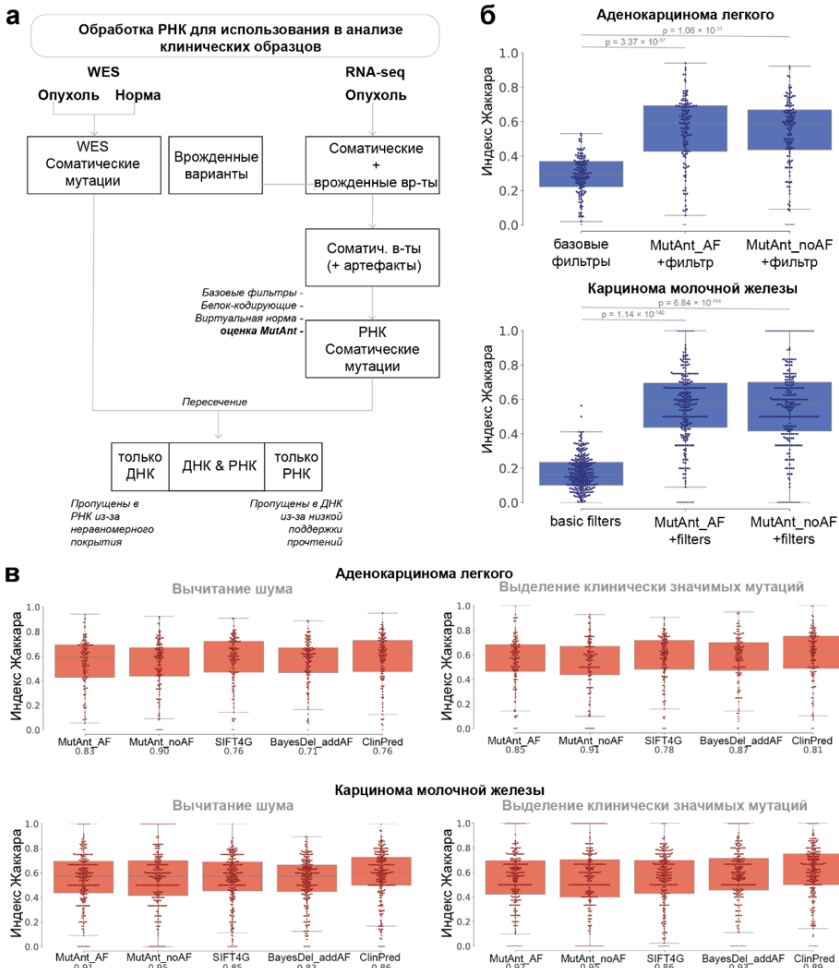 а
Обработка РНК для использования в анализе
клинических образцов
WES
RNA-seq
Опухоль Норма
Опухоль
WES
Соматические
мутации
Врожденные
варианты
Соматические
+
врожденные вр-ты
Соматич. в-ты
(+ артефакты)
Базовые фильтры -
Белок-кодирующие -
Виртуальная норма -
оценка MutAnt -
РНК
Соматические
мутации
Пересечение
только
ДНК
ДНК & РНК
только
РНК
Пропущены в
РНК из-за
неравномерного
покрытия
Пропущены в ДНК
из-за низкой
поддержки
прочтений
б
Аденокарцинома легкого
p = 1.06 × 10⁻³¹
p = 3.37 × 10⁻³⁷
Индекс Жаккара
1.0
0.8
0.6
0.4
0.2
0.0
базовые
фильтры
MutAnt_AF
+фильтр
MutAnt_noAF
+фильтр
Карцинома молочной железы
p = 1.14 × 10⁻¹⁴⁰
Индекс Жаккара
1.0
0.8
0.6
0.4
0.2
0.0
basic filters
MutAnt_AF
+filters
MutAnt_noAF
+filters
в
Аденокарцинома легкого
Вычитание шума
Индекс Жаккара
1.0
0.8
0.6
0.4
0.2
0.0
MutAnt_AF MutAnt_noAF SIFT4G BayesDel_addAF ClinPred
0.83 0.90 0.76 0.71 0.76
Выделение клинически значимых мутаций
Индекс Жаккара
1.0
0.8
0.6
0.4
0.2
0.0
MutAnt_AF MutAnt_noAF SIFT4G BayesDel_addAF ClinPred
0.85 0.91 0.78 0.87 0.81
Карцинома молочной железы
Вычитание шума
Индекс Жаккара
1.0
0.8
0.6
0.4
0.2
0.0
MutAnt_AF MutAnt_noAF SIFT4G BayesDel_addAF ClinPred
Выделение клинически значимых мутаций
Индекс Жаккара
1.0
0.8
0.6
0.4
0.2
0.0
MutAnt_AF MutAnt_noAF SIFT4G BayesDel_addAF ClinPred